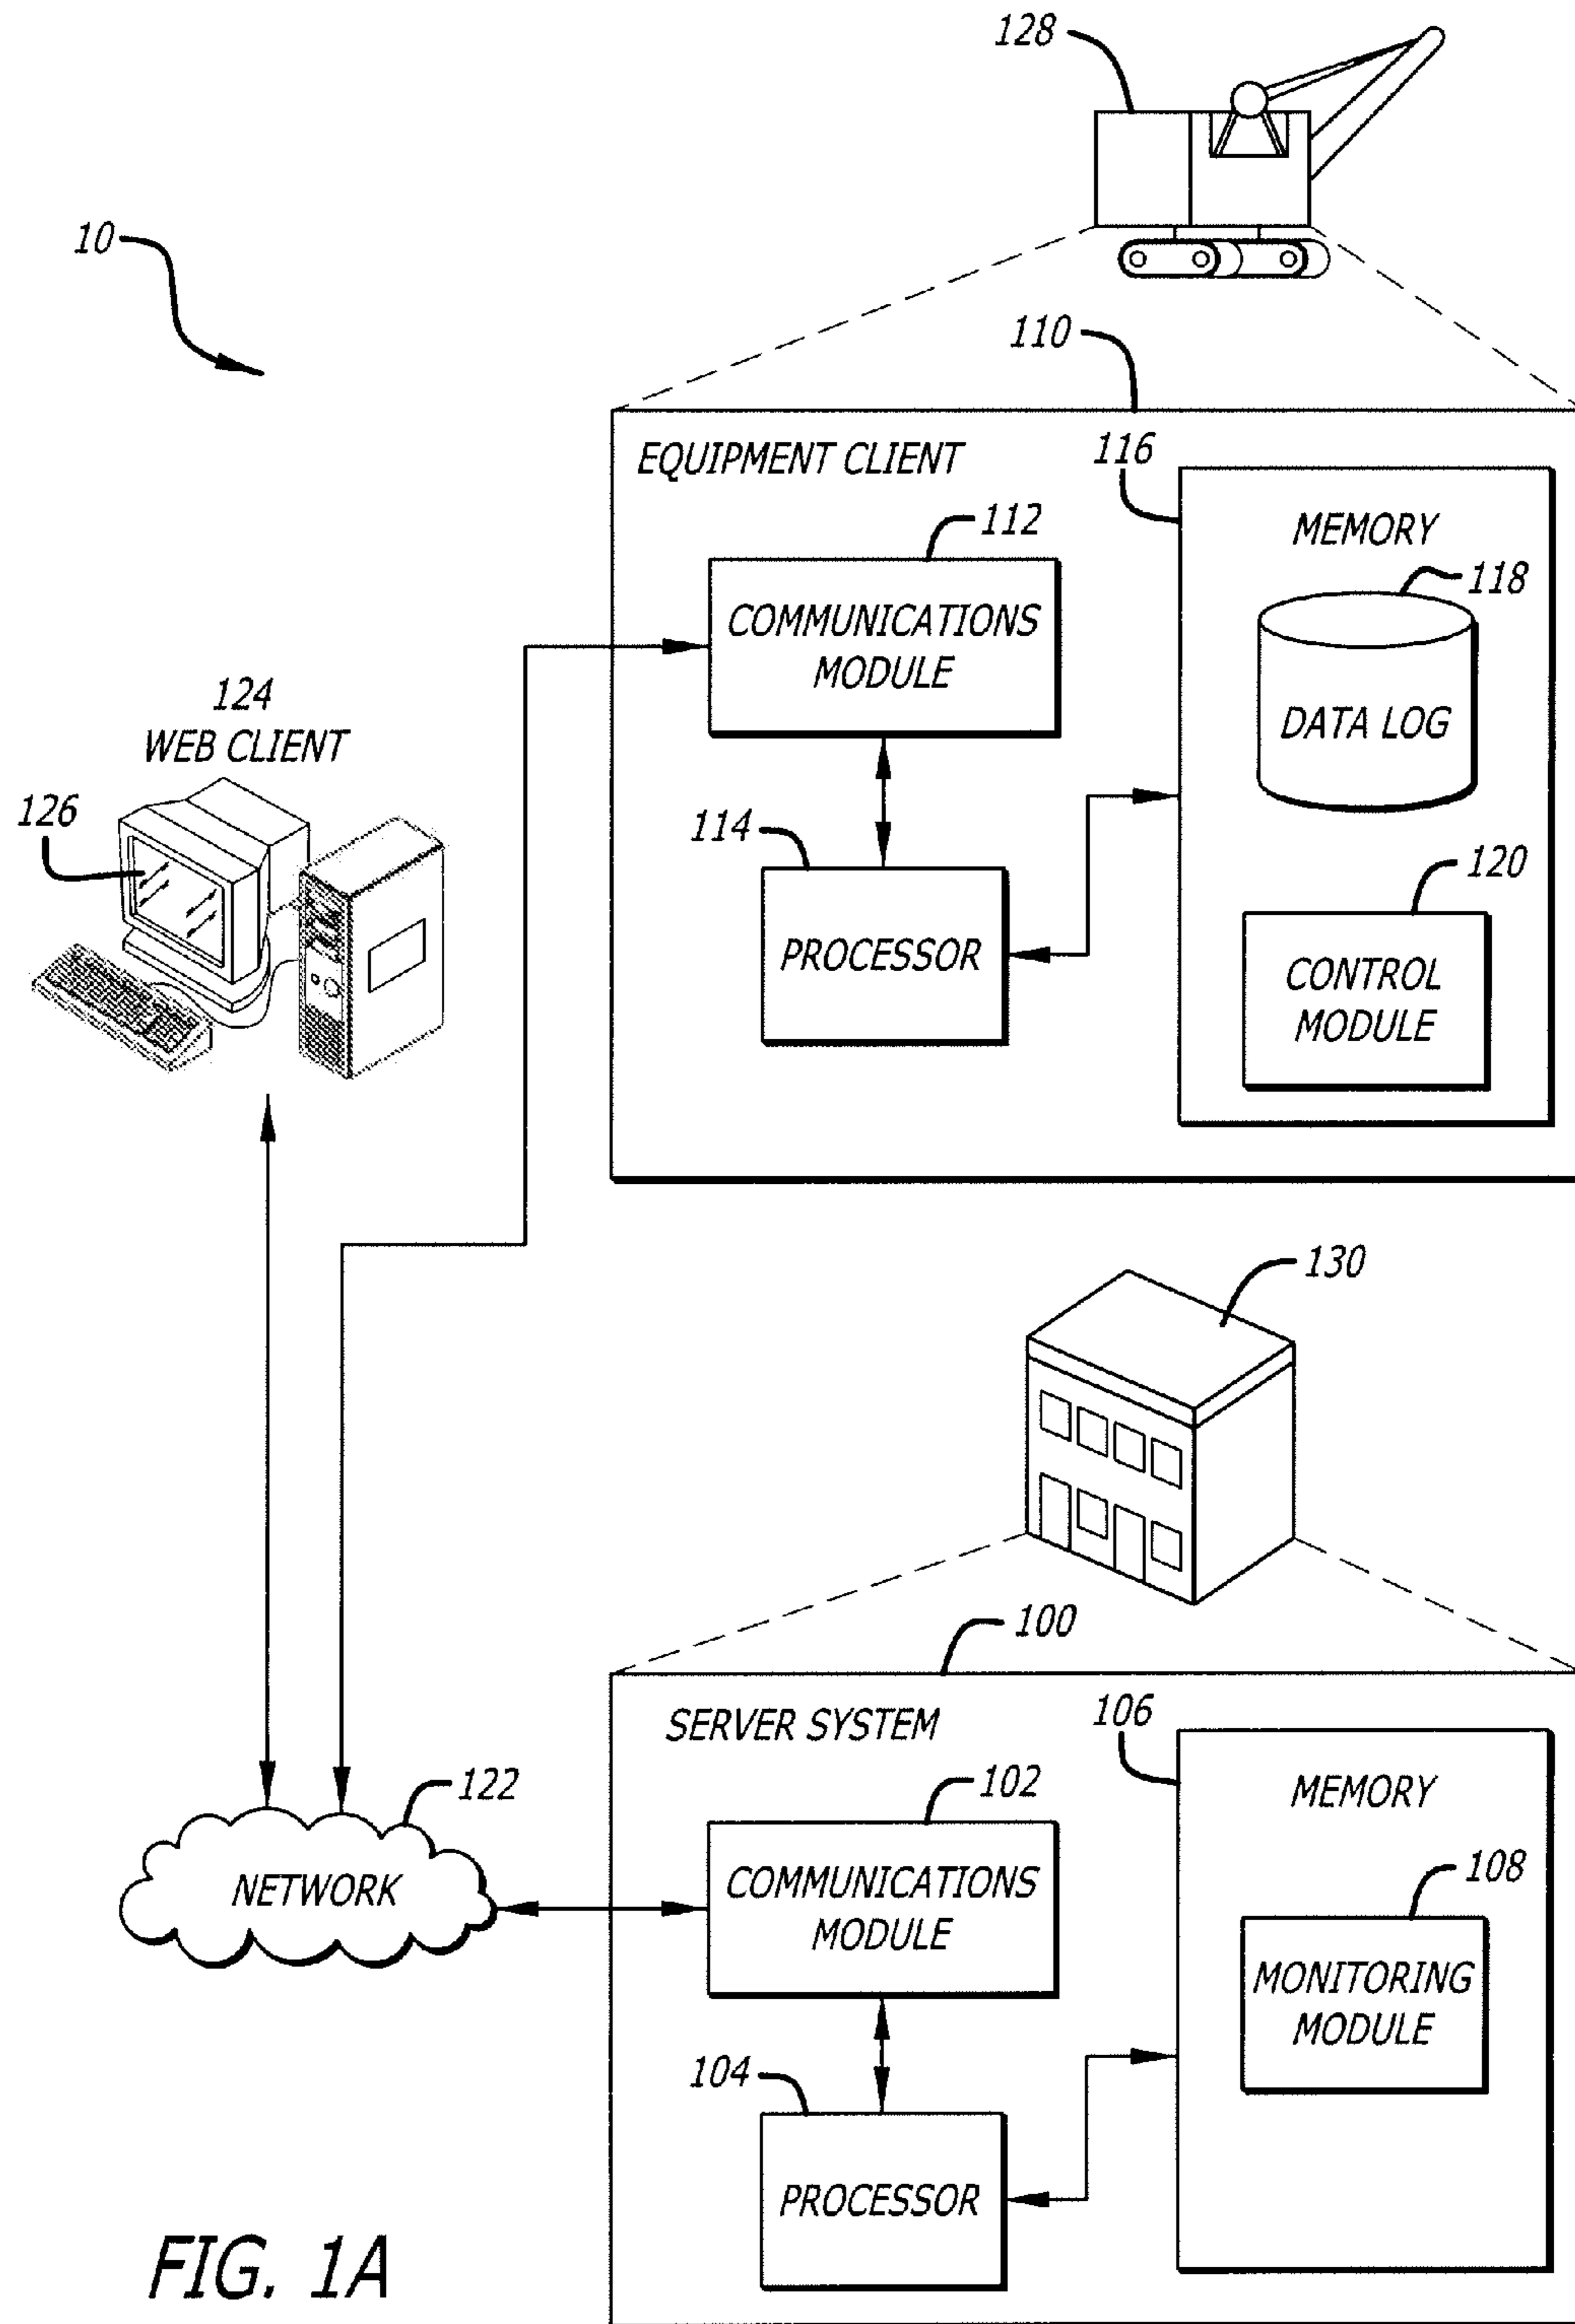 128
10
110
EQUIPMENT CLIENT
116
MEMORY
112
118
COMMUNICATIONS
MODULE
DATA LOG
124
WEB CLIENT
126
114
120
PROCESSOR
CONTROL
MODULE
130
100
SERVER SYSTEM
106
MEMORY
122
102
COMMUNICATIONS
MODULE
108
NETWORK
MONITORING
MODULE
104
PROCESSOR
FIG. 1A